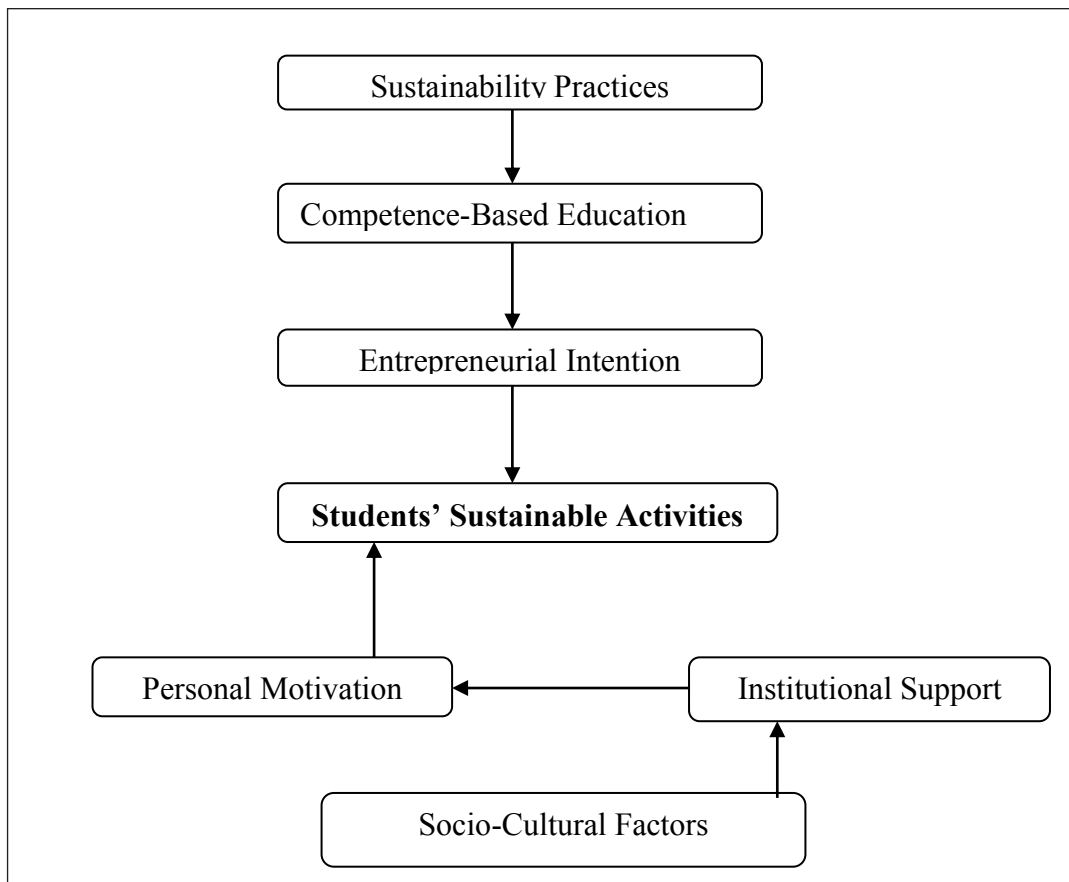 Sustainability Practices
Competence-Based Education
Entrepreneurial Intention
Students’ Sustainable Activities
Personal Motivation
Institutional Support
Socio-Cultural Factors